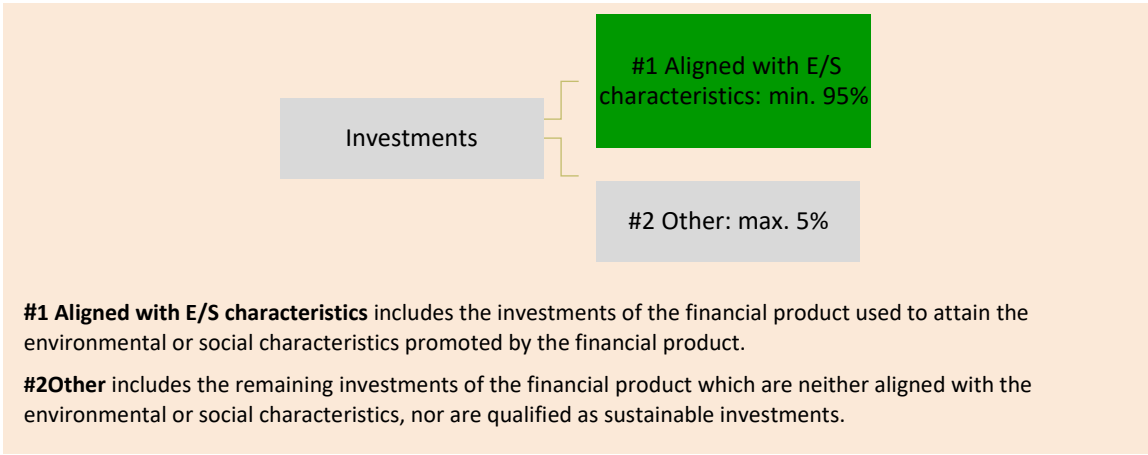 #1 Aligned with E/S
characteristics: min. 95%
Investments
#2 Other: max. 5%
#1 Aligned with E/S characteristics includes the investments of the financial product used to attain the
environmental or social characteristics promoted by the financial product.
#2Other includes the remaining investments of the financial product which are neither aligned with the
environmental or social characteristics, nor are qualified as sustainable investments.